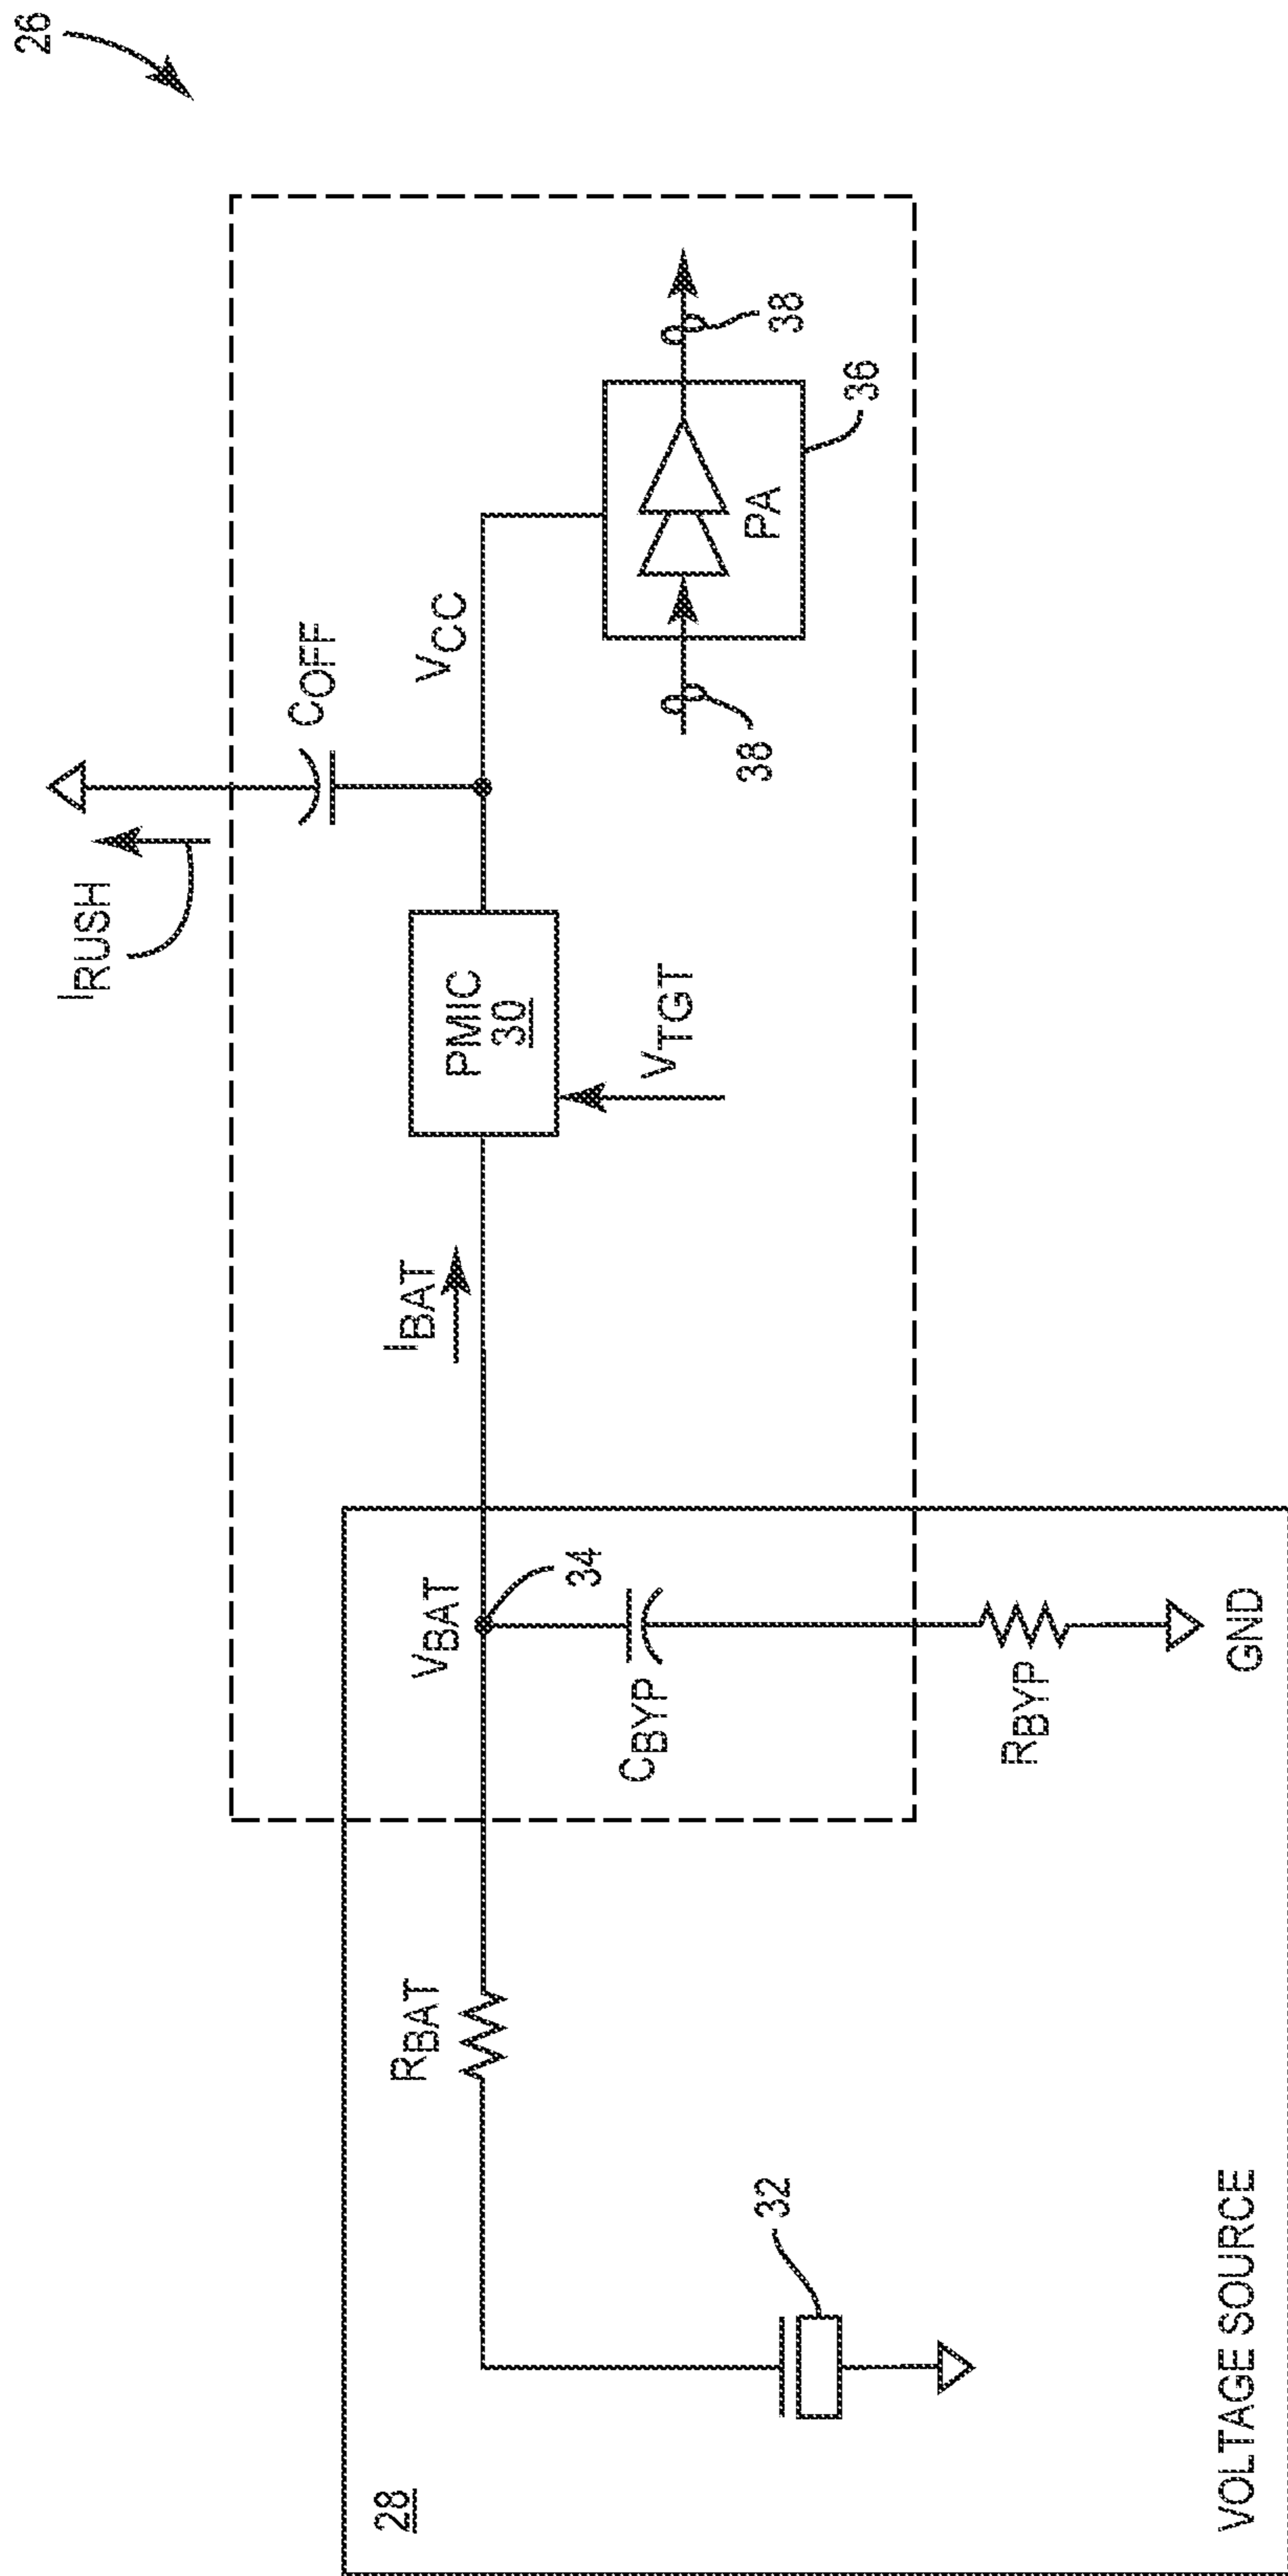 26
IRUSH
COFF
VCC
38
38
PA
36
PMIC
30
VTGT
IBAT
VBAT
34
CBYP
RBYP
GND
RBAT
32
28
VOLTAGE SOURCE